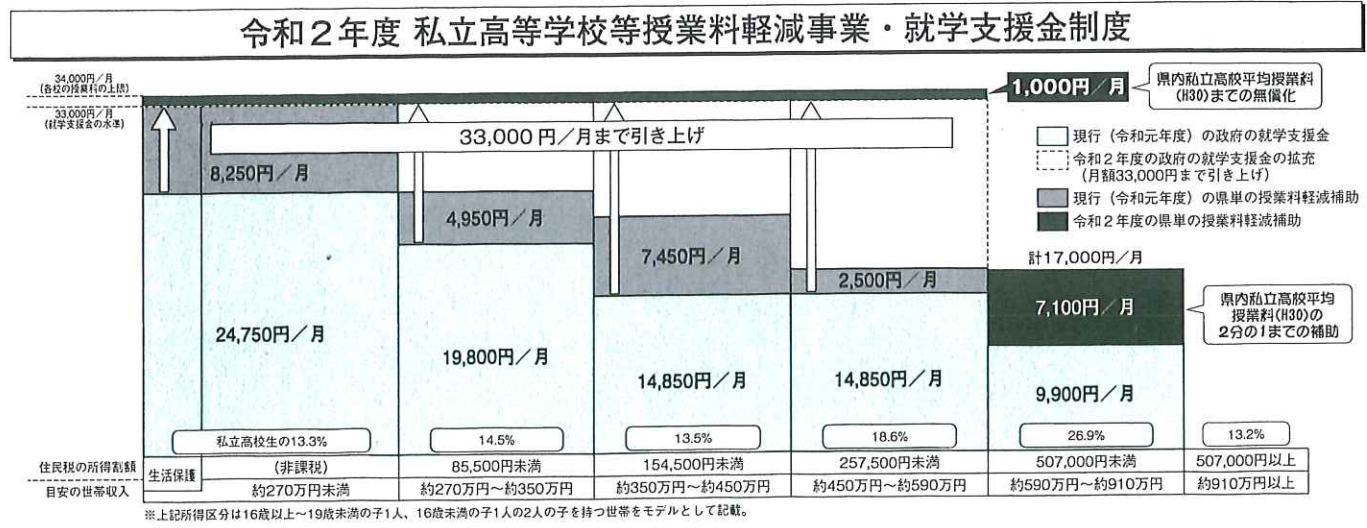 令和2年度 私立高等学校等授業料軽減事業・就学支援金制度
34,000円/月
(各校の授業料の上限)
33,000円/月
(就学支援金の水準)
1,000円/月
県内私立高校平均授業料
(H30)までの無償化
33,000円/月まで引き上げ
現行(令和元年度)の政府の就学支援金
令和2年度の政府の就学支援金の拡充
(月額33,000円まで引き上げ)
現行(令和元年度)の県単の授業料軽減補助
令和2年度の県単の授業料軽減補助
8,250円/月
4,950円/月
7,450円/月
2,500円/月
計17,000円/月
7,100円/月
県内私立高校平均
授業料(H30)の
2分の1までの補助
24,750円/月
19,800円/月
14,850円/月
14,850円/月
9,900円/月
私立高校生の13.3%
14.5%
13.5%
18.6%
26.9%
13.2%
住民税の所得割額
生活保護
(非課税)
85,500円未満
154,500円未満
257,500円未満
507,000円未満
507,000円以上
目安の世帯収入
約270万円未満
約270万円~約350万円
約350万円~約450万円
約450万円~約590万円
約590万円~約910万円
約910万円以上
※上記所得区分は16歳以上~19歳未満の子1人、16歳未満の子1人の2人の子を持つ世帯をモデルとして記載。